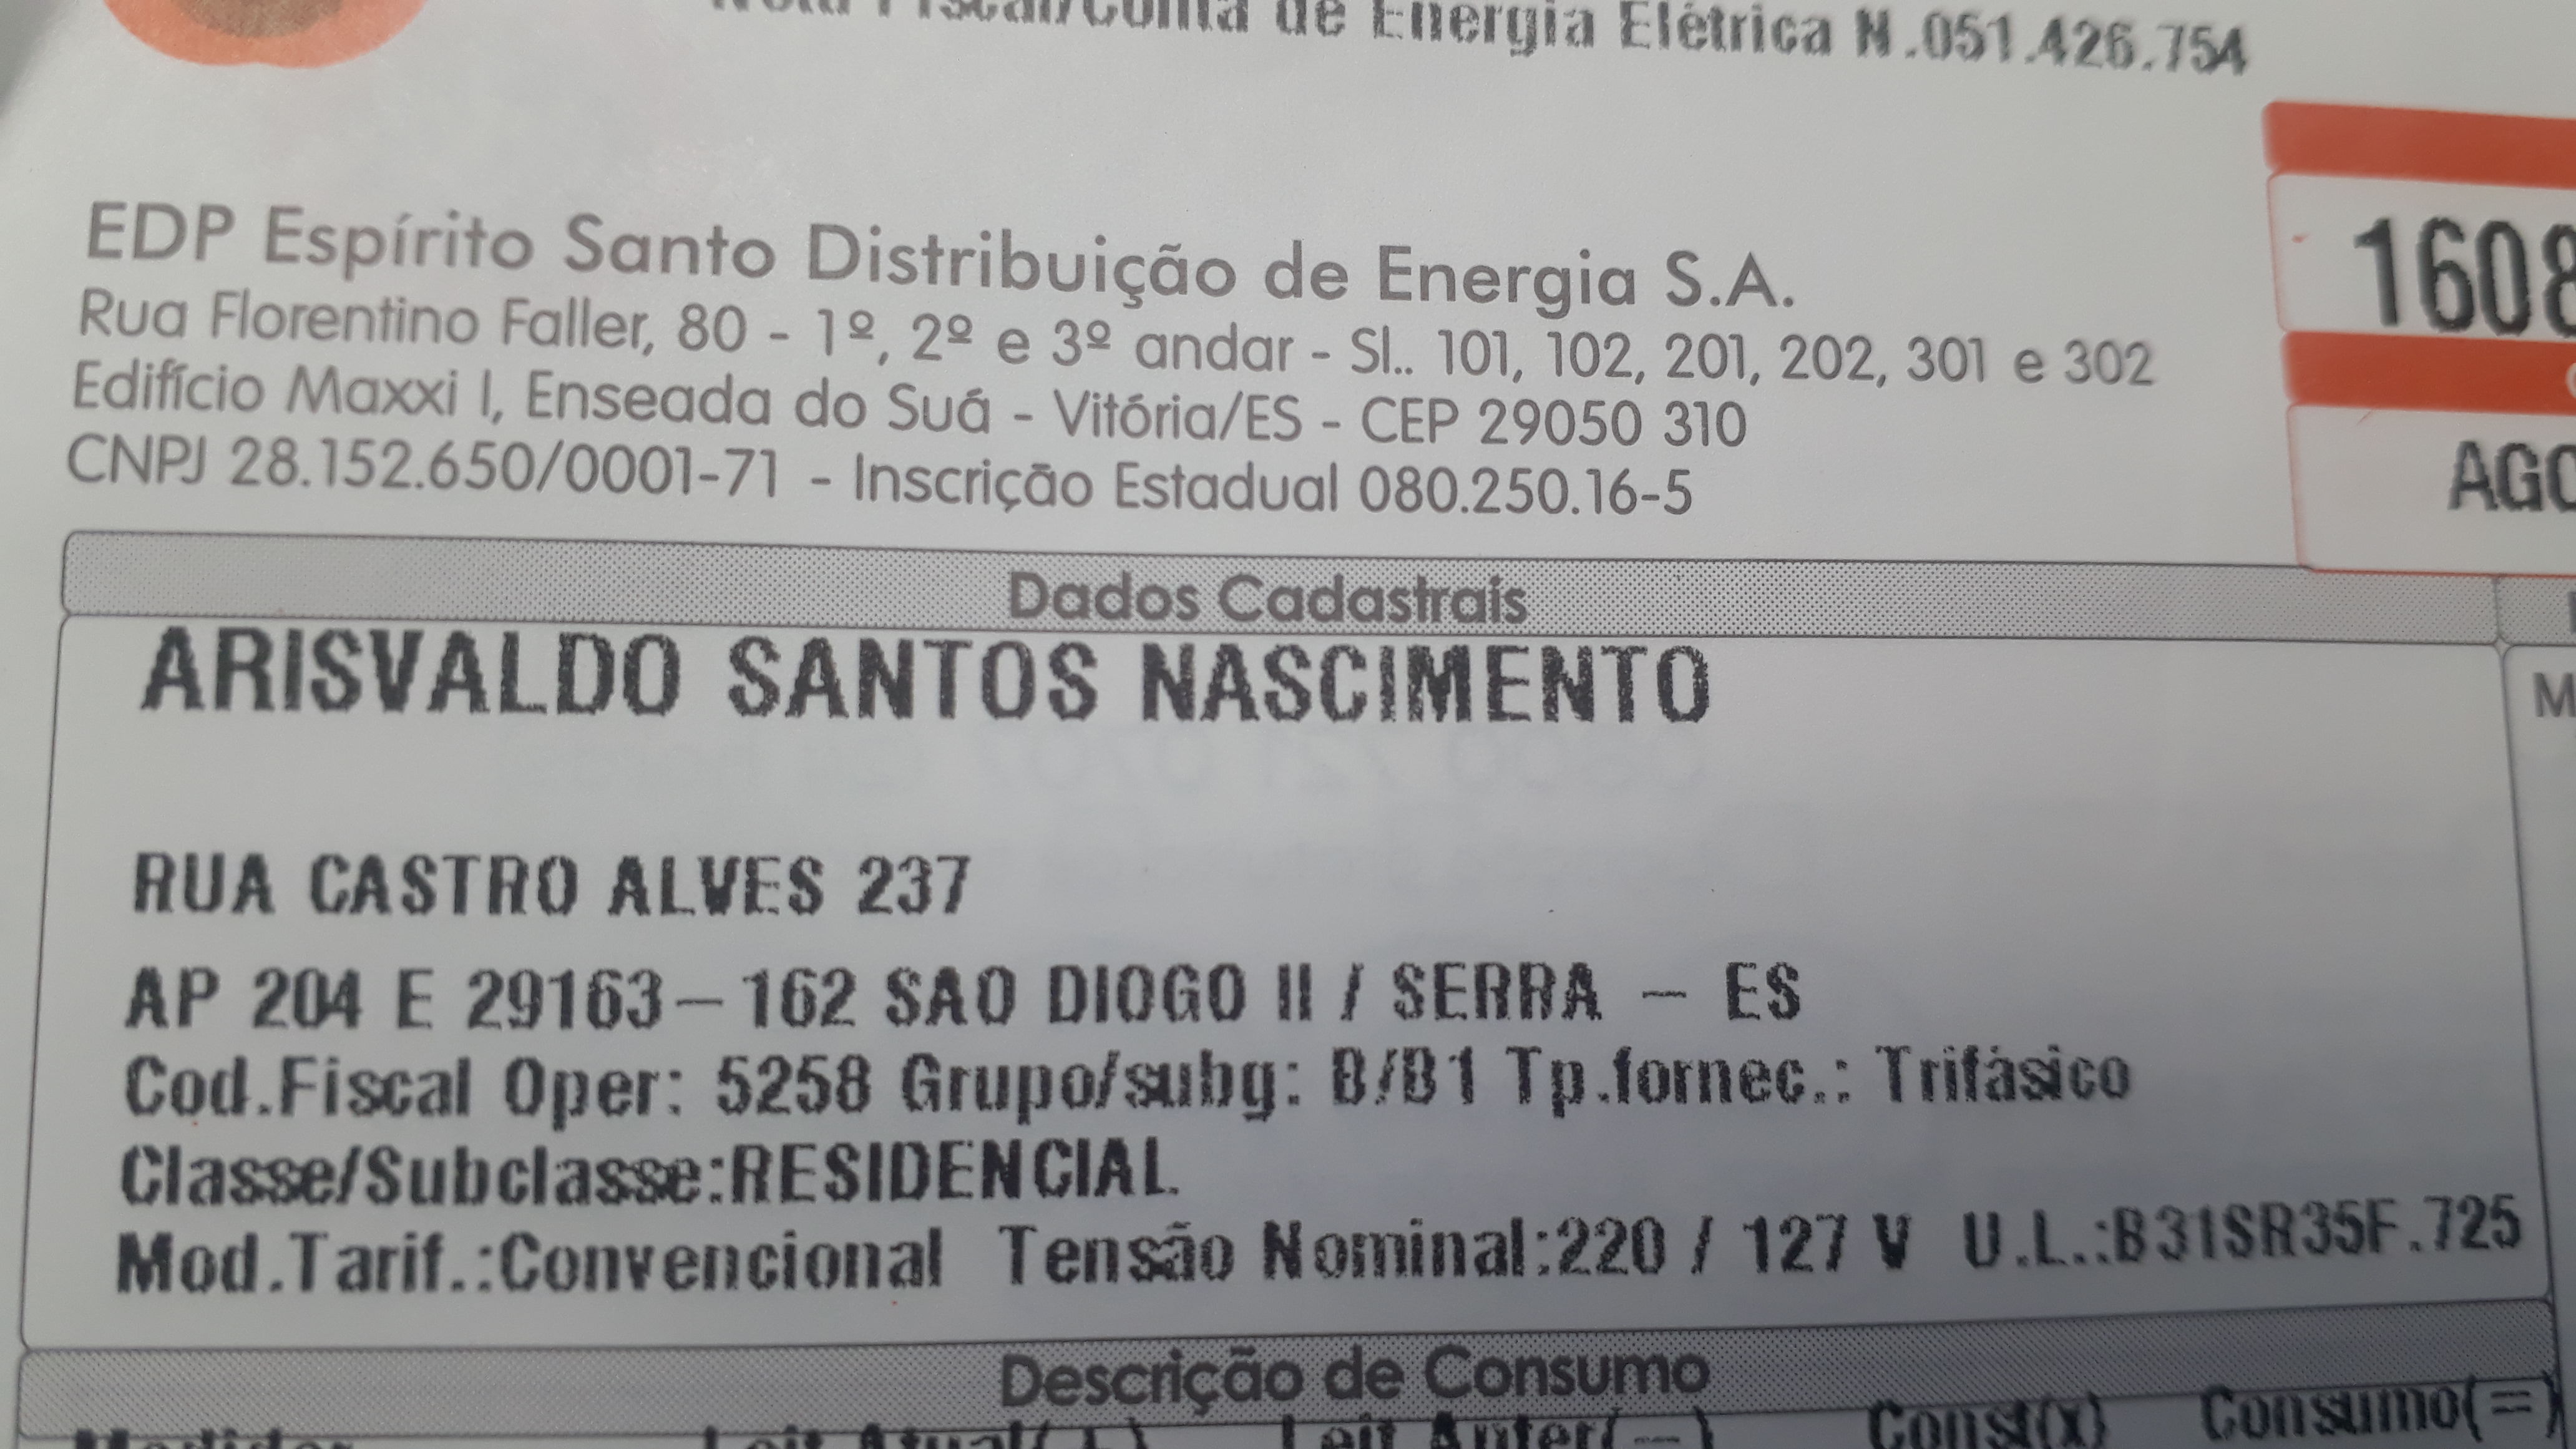 Nota Fiscal/Conta de Energia Elétrica N.051.426.754
EDP Espírito Santo Distribuição de Energia S.A.
Rua Florentino Faller, 80 - 1º, 2º e 3º andar - Sl.. 101, 102, 201, 202, 301 e 302
Edifício Maxxi I, Enseada do Suá - Vitória/ES - CEP 29050 310
CNPJ 28.152.650/0001-71 - Inscrição Estadual 080.250.16-5
1608
AGO
Dados Cadastrais
ARISVALDO SANTOS NASCIMENTO
RUA CASTRO ALVES 237
AP 204 E 29163-162 SAO DIOGO II / SERRA - ES
Cod.Fiscal Oper: 5258 Grupo/subg: B/B1 Tp.fornec.: Trifásico
Classe/Subclasse:RESIDENCIAL
Mod.Tarif.:Convencional Tensão Nominal:220 / 127 V U.L.:B31SR35F.725
Descrição de Consumo
Medidor Leit.Atual(+) Leit.Anter(-) Const(x) Consumo(=)